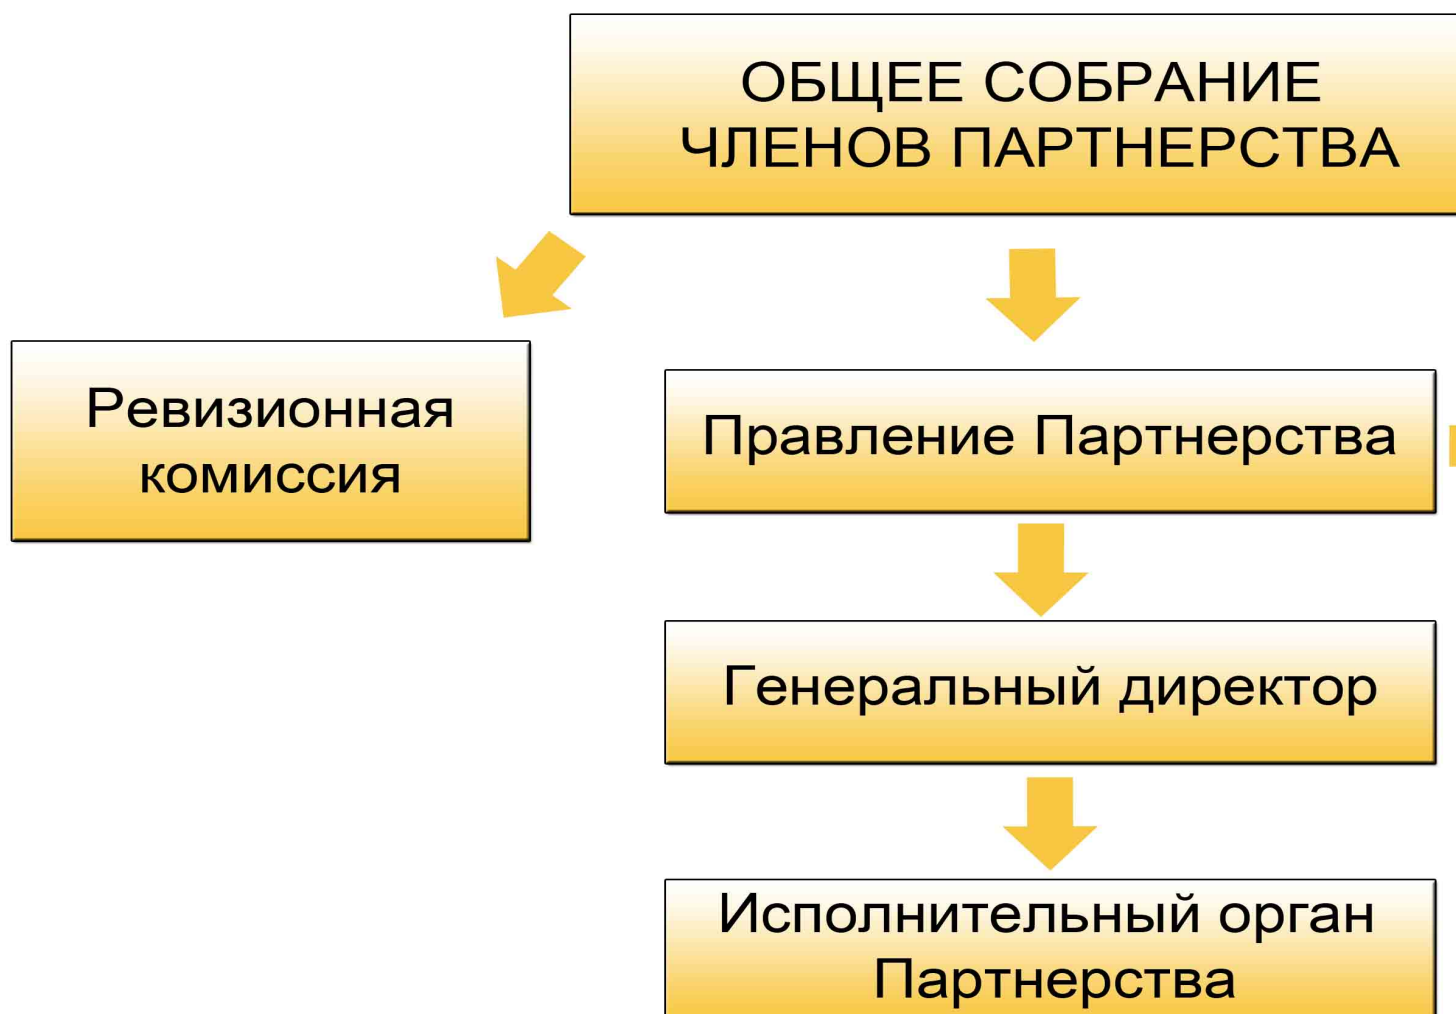 ОБЩЕЕ СОБРАНИЕ
ЧЛЕНОВ ПАРТНЕРСТВА
Ревизионная
комиссия
Правление Партнерства
Генеральный директор
Исполнительный орган
Партнерства